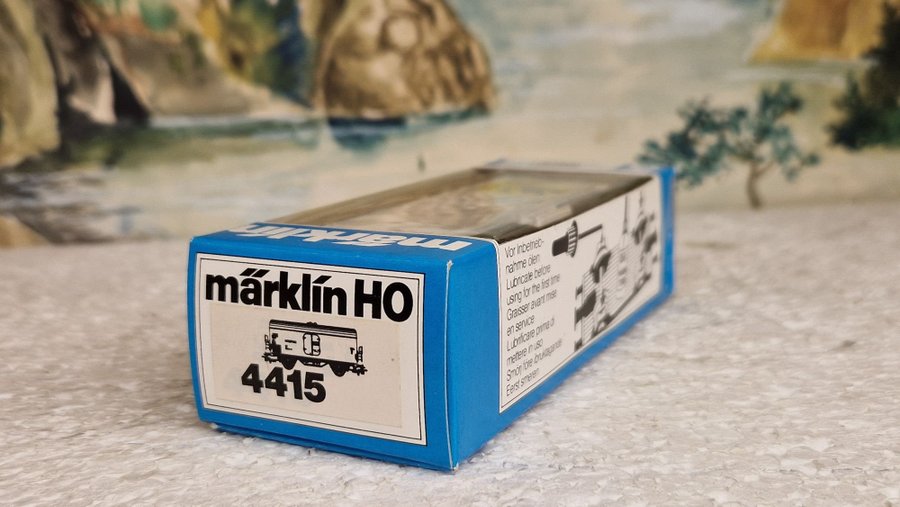 märklin
märklin HO
4415
Vor Inbetrieb-
nahme ölen
Lubricate before
using for the first time
Graisser avant mise
en service
Lubrificare prima di
mettere in uso
Smörj före ibruktagande
Eerst smeren